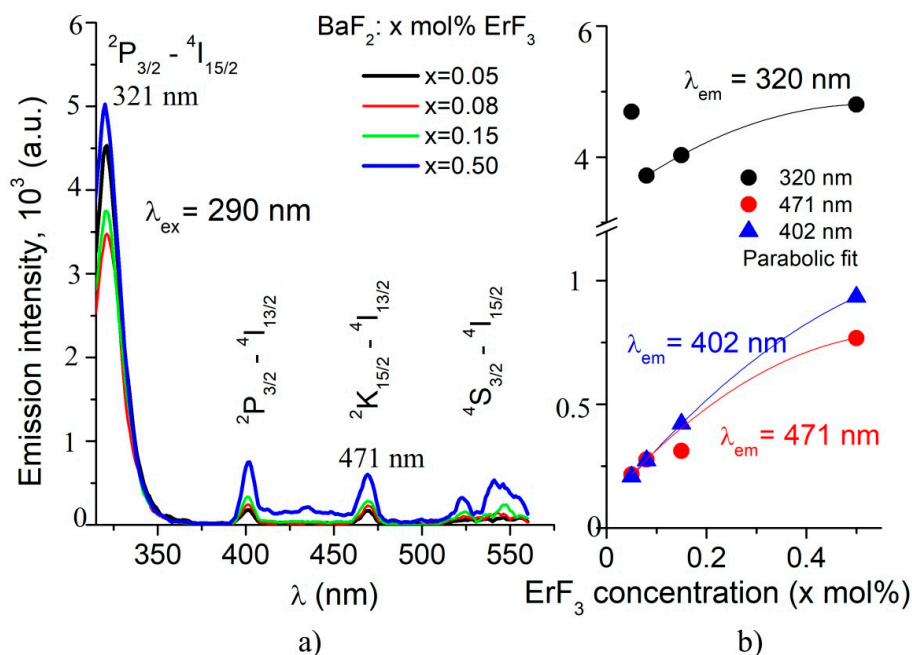 BaF₂: x mol% ErF₃
²P₃/₂ - ⁴I₁₅/₂
321 nm
x=0.05
x=0.08
x=0.15
x=0.50
λex = 290 nm
²P₃/₂ - ⁴I₁₃/₂
²K₁₅/₂ - ⁴I₁₃/₂
⁴S₃/₂ - ⁴I₁₅/₂
471 nm
Emission intensity, 10³ (a.u.)
6
5
4
3
2
1
0
350
400
450
500
550
λ (nm)
a)
λem = 320 nm
320 nm
471 nm
402 nm
Parabolic fit
λem = 402 nm
λem = 471 nm
6
4
1
0.5
0
0
0.2
0.4
ErF₃ concentration (x mol%)
b)